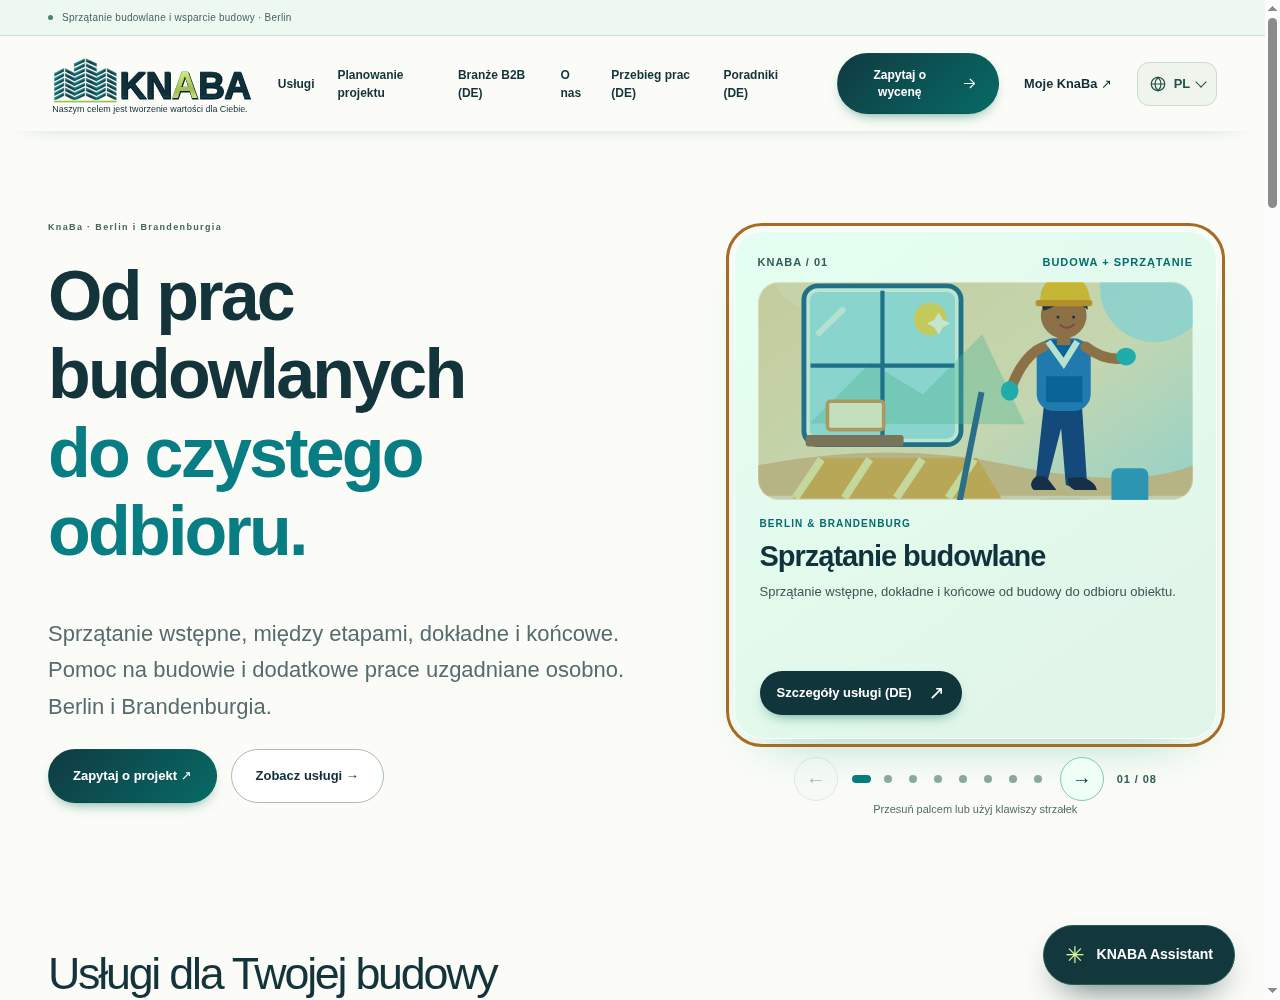 Sprzątanie budowlane i wsparcie budowy · Berlin
KNABA
Naszym celem jest tworzenie wartości dla Ciebie.
Usługi
Planowanie
projektu
Branże B2B
(DE)
O
nas
Przebieg prac
(DE)
Poradniki
(DE)
Zapytaj o
wycenę →
Moje KnaBa ↗
PL
KnaBa · Berlin i Brandenburgia
Od prac
budowlanych
do czystego
odbioru.
Sprzątanie wstępne, między etapami, dokładne i końcowe.
Pomoc na budowie i dodatkowe prace uzgadniane osobno.
Berlin i Brandenburgia.
Zapytaj o projekt ↗
Zobacz usługi →
KNABA / 01
BUDOWA + SPRZĄTANIE
BERLIN & BRANDENBURG
Sprzątanie budowlane
Sprzątanie wstępne, dokładne i końcowe od budowy do odbioru obiektu.
Szczegóły usługi (DE) ↗
← → 01 / 08
Przesuń palcem lub użyj klawiszy strzałek
Usługi dla Twojej budowy
KNABA Assistant